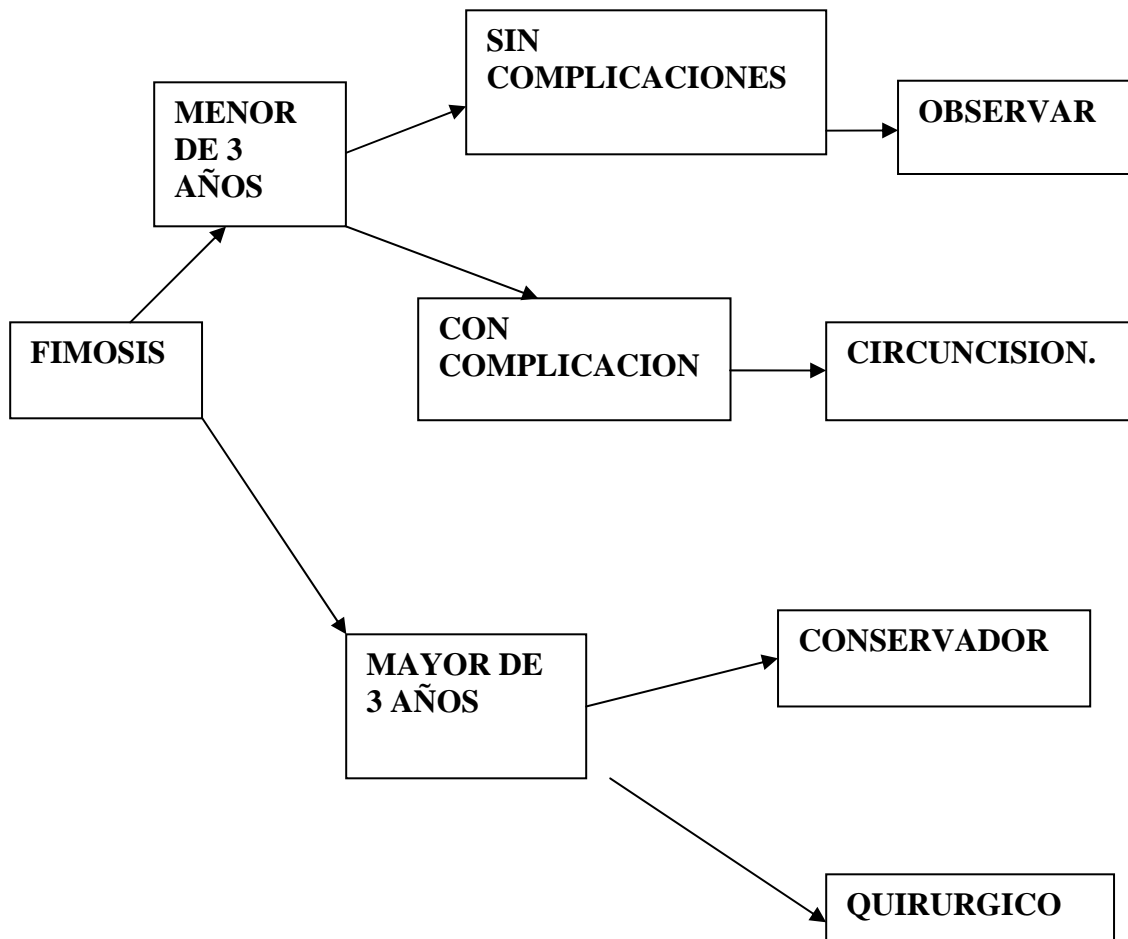 SIN
COMPLICACIONES
MENOR
DE 3
AÑOS
OBSERVAR
FIMOSIS
CON
COMPLICACION
CIRCUNCISION.
MAYOR DE
3 AÑOS
CONSERVADOR
QUIRURGICO